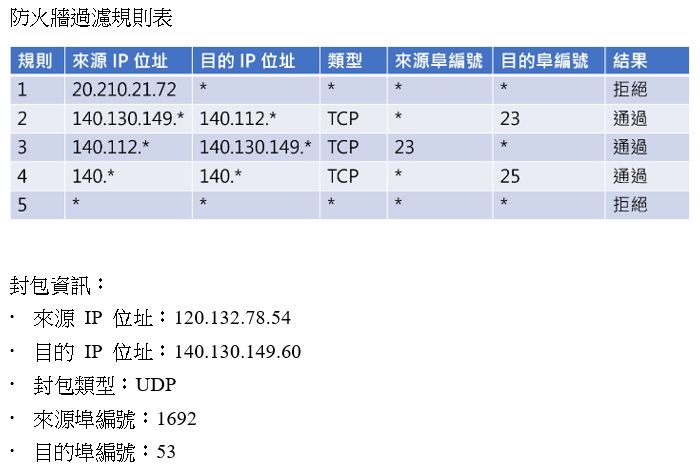 防火牆過濾規則表
規則 來源 IP 位址 目的 IP 位址 類型 來源埠編號 目的埠編號 結果
1 20.210.21.72 * * * * 拒絕
2 140.130.149.* 140.112.* TCP * 23 通過
3 140.112.* 140.130.149.* TCP 23 * 通過
4 140.* 140.* TCP * 25 通過
5 * * * * * 拒絕
封包資訊：
· 來源 IP 位址：120.132.78.54
· 目的 IP 位址：140.130.149.60
· 封包類型：UDP
· 來源埠編號：1692
· 目的埠編號：53